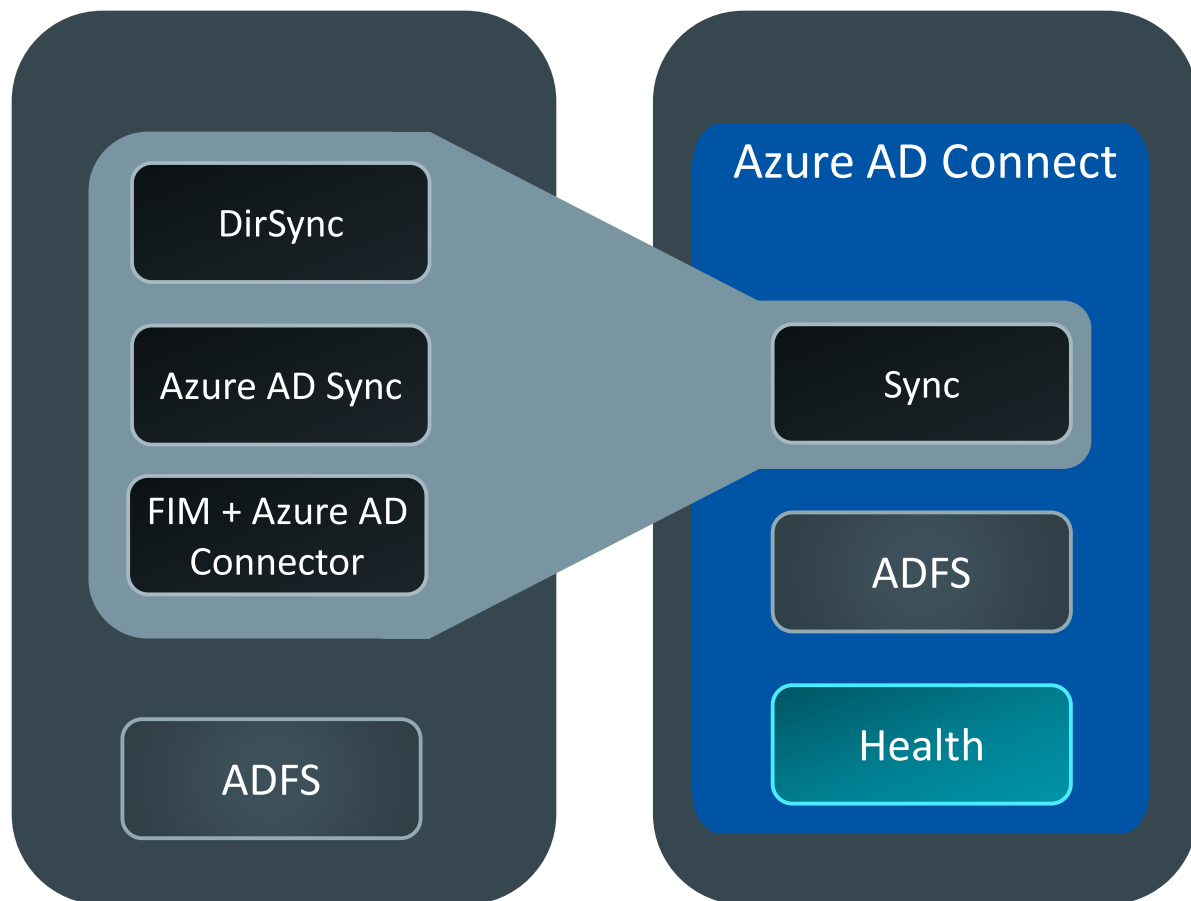 DirSync
Azure AD Sync
FIM + Azure AD
Connector
ADFS
Azure AD Connect
Sync
ADFS
Health